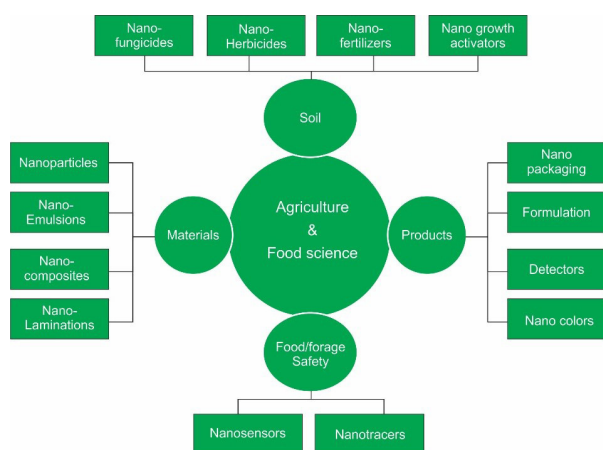 Nano-
fungicides
Nano-
Herbicides
Nano-
fertilizers
Nano growth
activators
Soil
Nanoparticles
Nano-
Emulsions
Nano-
composites
Nano-
Laminations
Materials
Agriculture
&
Food science
Products
Nano
packaging
Formulation
Detectors
Nano colors
Food/forage
Safety
Nanosensors
Nanotracers